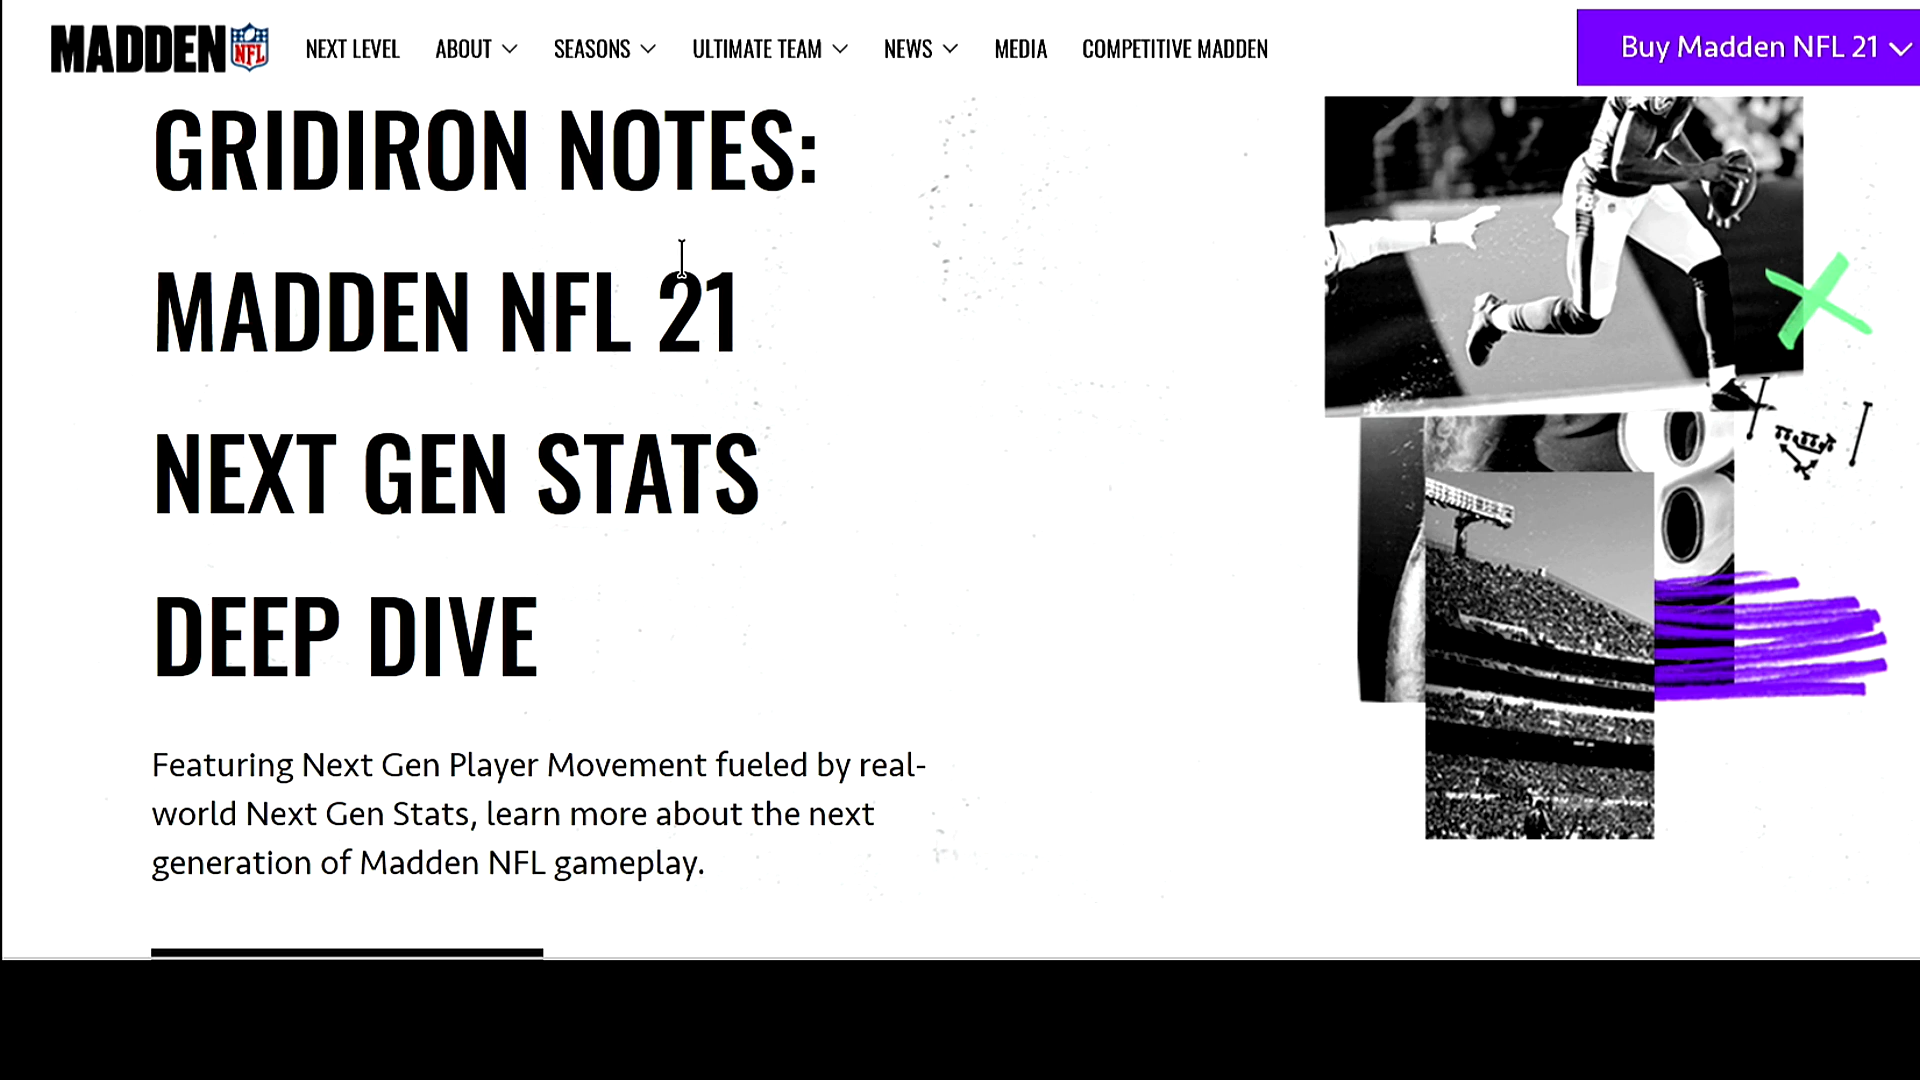 MADDEN NFL NEXT LEVEL ABOUT SEASONS ULTIMATE TEAM NEWS MEDIA COMPETITIVE MADDEN Buy Madden NFL 21
GRIDIRON NOTES:
MADDEN NFL 21
NEXT GEN STATS
DEEP DIVE
Featuring Next Gen Player Movement fueled by real-
world Next Gen Stats, learn more about the next
generation of Madden NFL gameplay.